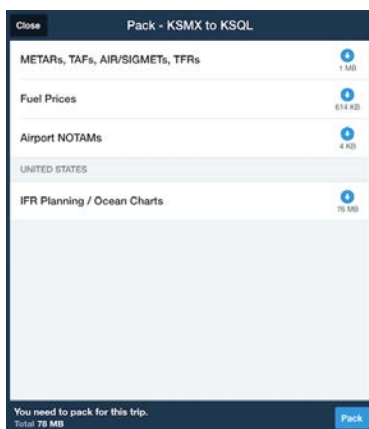 Close
Pack - KSMX to KSQL
METARs, TAFs, AIR/SIGMETs, TFRs
1 MB
Fuel Prices
614 KB
Airport NOTAMs
4 KB
UNITED STATES
IFR Planning / Ocean Charts
76 MB
You need to pack for this trip.
Total 78 MB
Pack